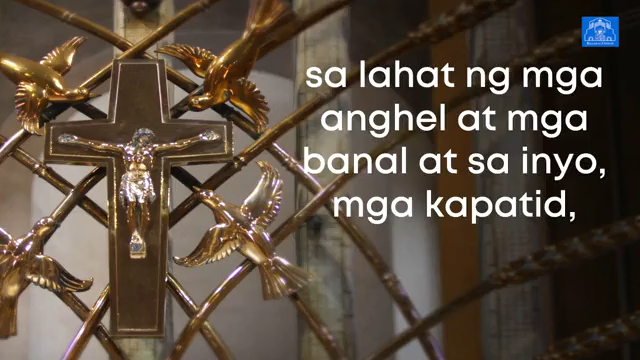 sa lahat ng mga
anghel at mga
banal at sa inyo,
mga kapatid,